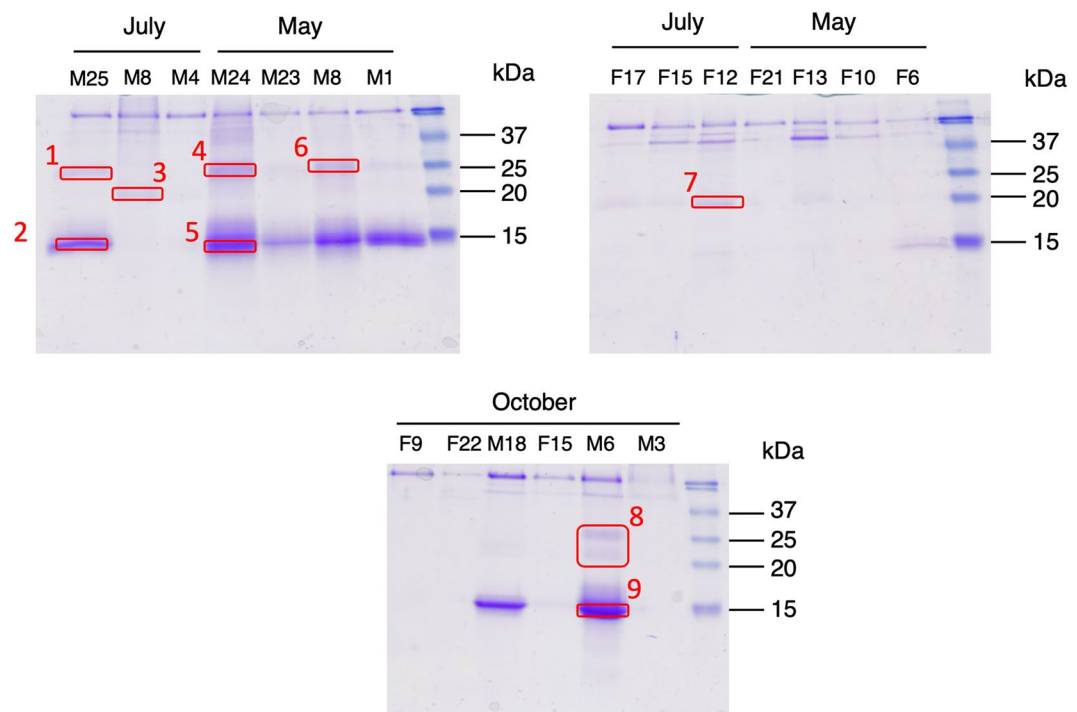 July May
M25 M8 M4 M24 M23 M8 M1 kDa
37
1 4 6 25
3 20
2 5 15
July May
F17 F15 F12 F21 F13 F10 F6 kDa
37
25
7 20
15
October
F9 F22 M18 F15 M6 M3 kDa
37
8 25
20
9 15